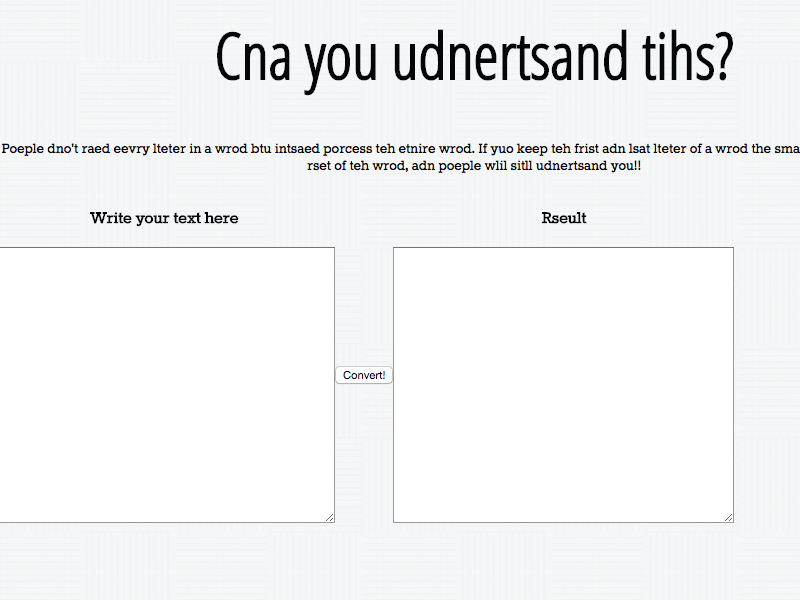 Cna you udnertsand tihs?
Poeple dno't raed eevry lteter in a wrod btu intsaed porcess teh etnire wrod. If yuo keep teh frist adn lsat lteter of a wrod the sma
rset of teh wrod, adn poeple wlil sitll udnertsand you!!
Write your text here
Rseult
Convert!